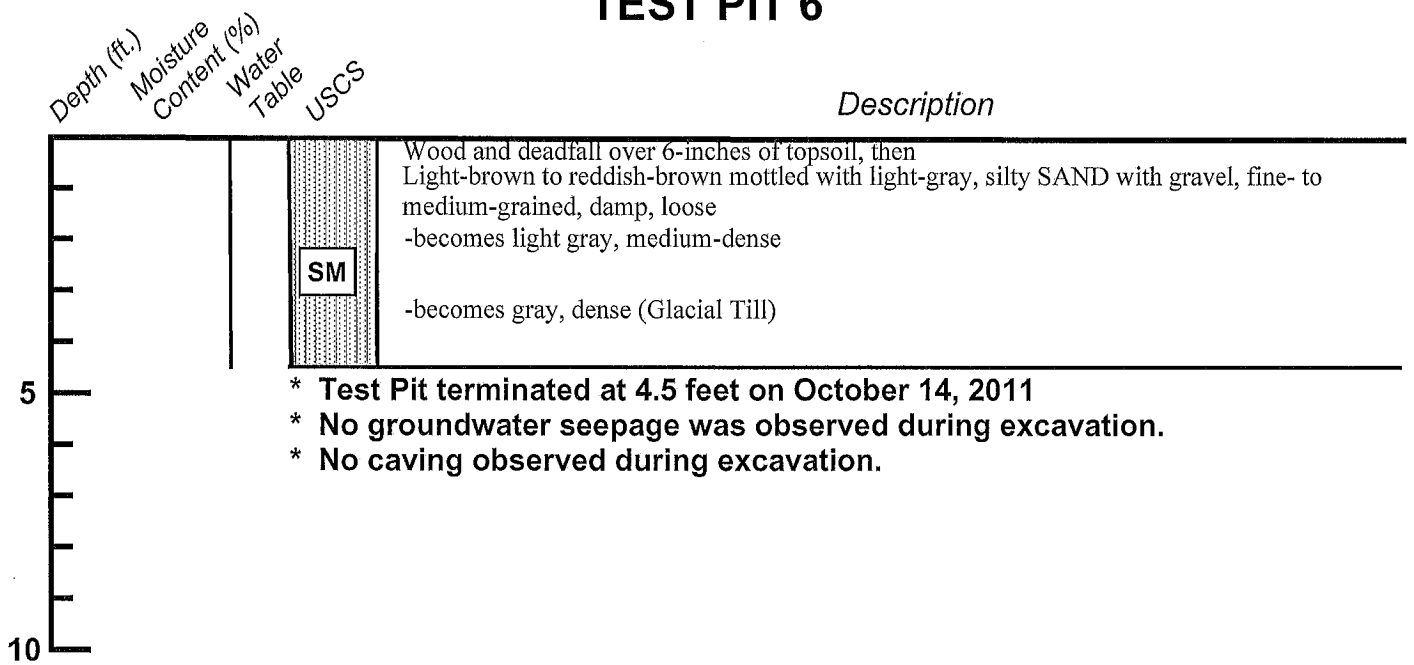 TEST PIT 6
Depth (ft.)
Moisture
Content (%)
Water
Table
USCS
Description
Wood and deadfall over 6-inches of topsoil, then
Light-brown to reddish-brown mottled with light-gray, silty SAND with gravel, fine- to
medium-grained, damp, loose
-becomes light gray, medium-dense
SM
-becomes gray, dense (Glacial Till)
5
* Test Pit terminated at 4.5 feet on October 14, 2011
* No groundwater seepage was observed during excavation.
* No caving observed during excavation.
10